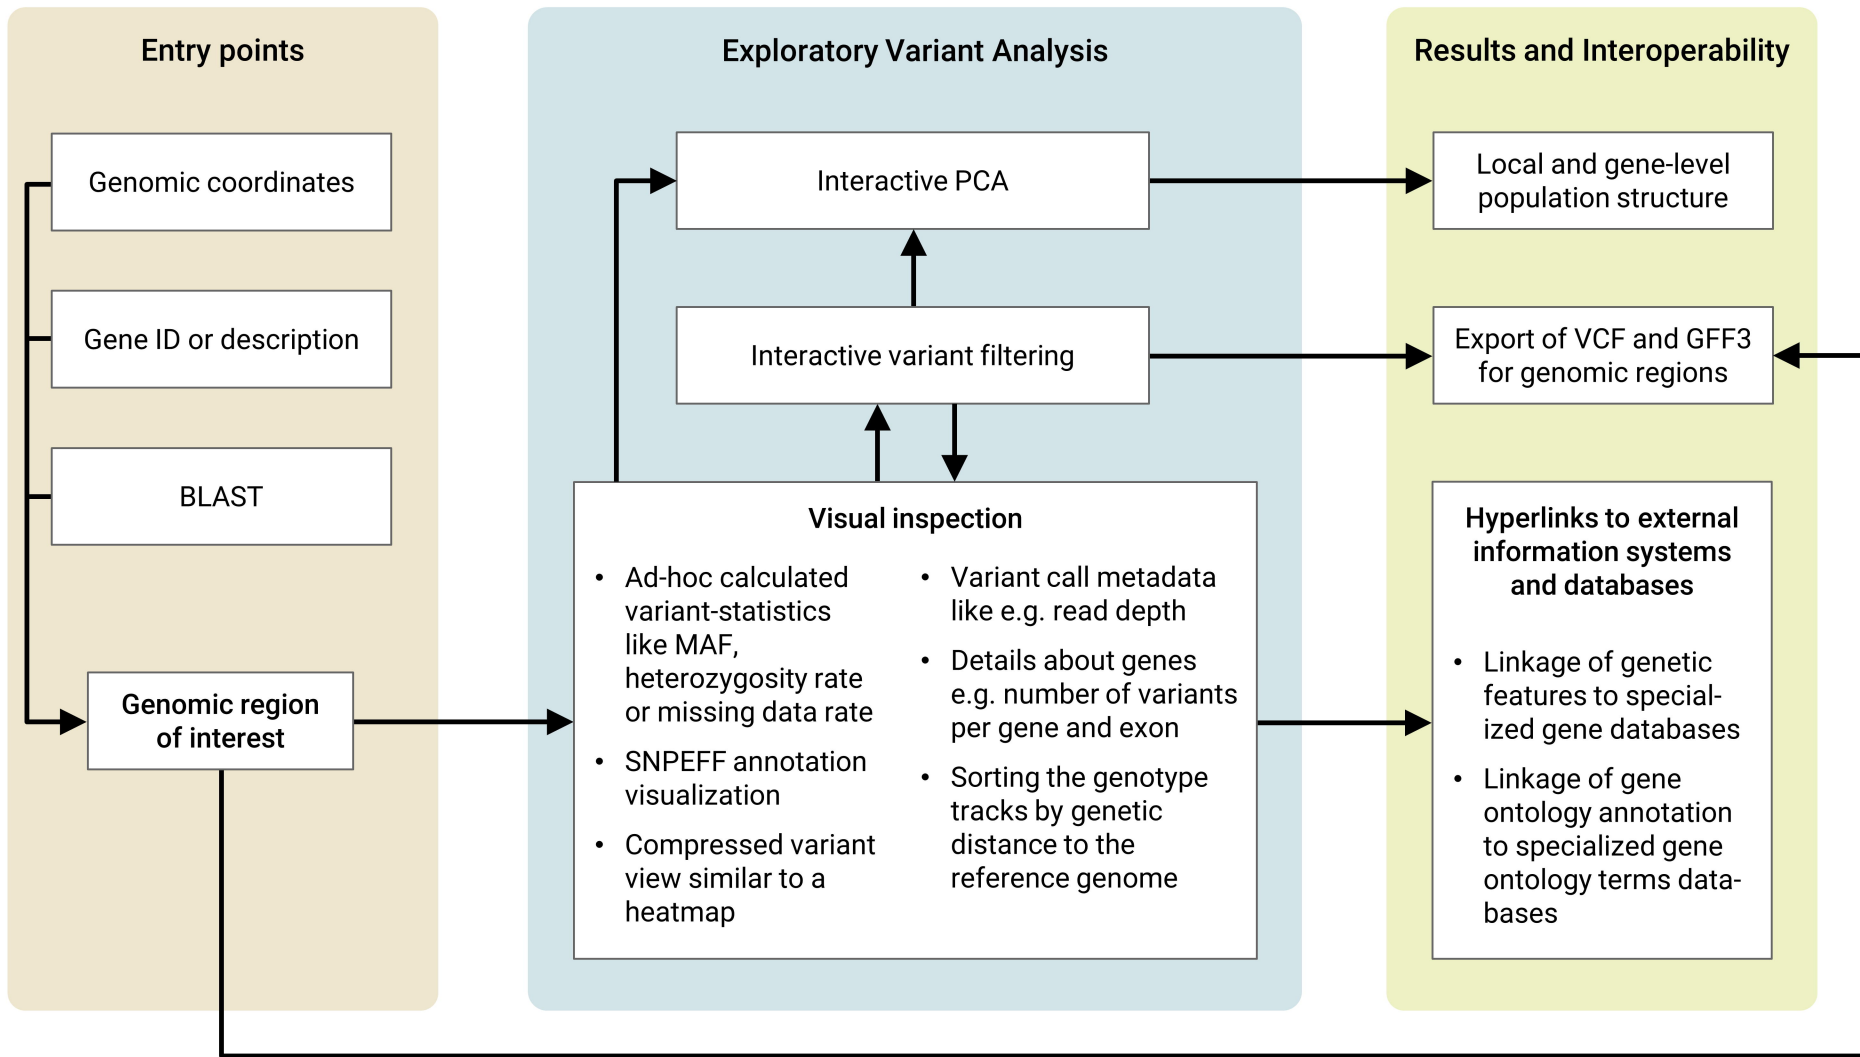 Entry points
Genomic coordinates
Gene ID or description
BLAST
Genomic region
of interest
Exploratory Variant Analysis
Interactive PCA
Interactive variant filtering
Visual inspection
• Ad-hoc calculated
variant-statistics
like MAF,
heterozygosity rate
or missing data rate
• SNPEFF annotation
visualization
• Compressed variant
view similar to a
heatmap
• Variant call metadata
like e.g. read depth
• Details about genes
e.g. number of variants
per gene and exon
• Sorting the genotype
tracks by genetic
distance to the
reference genome
Results and Interoperability
Local and gene-level
population structure
Export of VCF and GFF3
for genomic regions
Hyperlinks to external
information systems
and databases
• Linkage of genetic
features to special-
ized gene databases
• Linkage of gene
ontology annotation
to specialized gene
ontology terms data-
bases